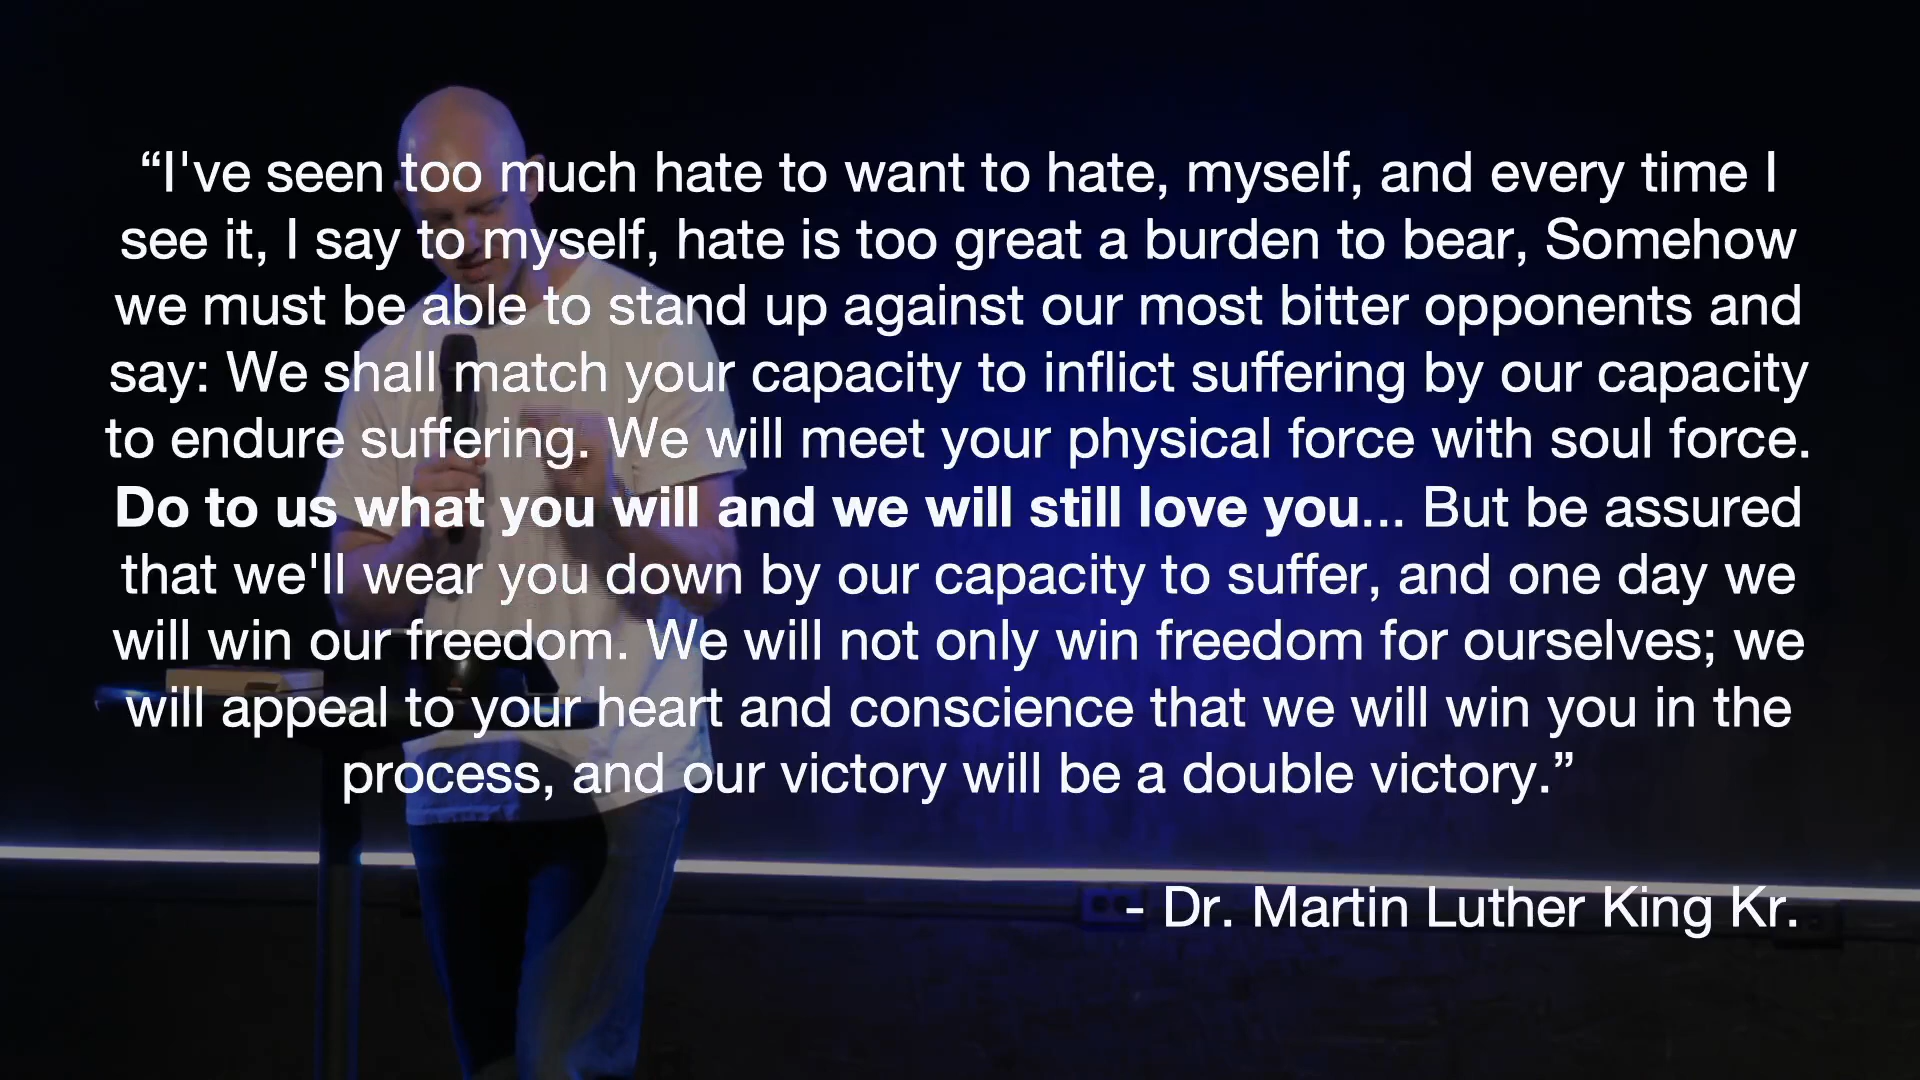 “I've seen too much hate to want to hate, myself, and every time I
see it, I say to myself, hate is too great a burden to bear, Somehow
we must be able to stand up against our most bitter opponents and
say: We shall match your capacity to inflict suffering by our capacity
to endure suffering. We will meet your physical force with soul force.
Do to us what you will and we will still love you... But be assured
that we'll wear you down by our capacity to suffer, and one day we
will win our freedom. We will not only win freedom for ourselves; we
will appeal to your heart and conscience that we will win you in the
process, and our victory will be a double victory.”
- Dr. Martin Luther King Kr.